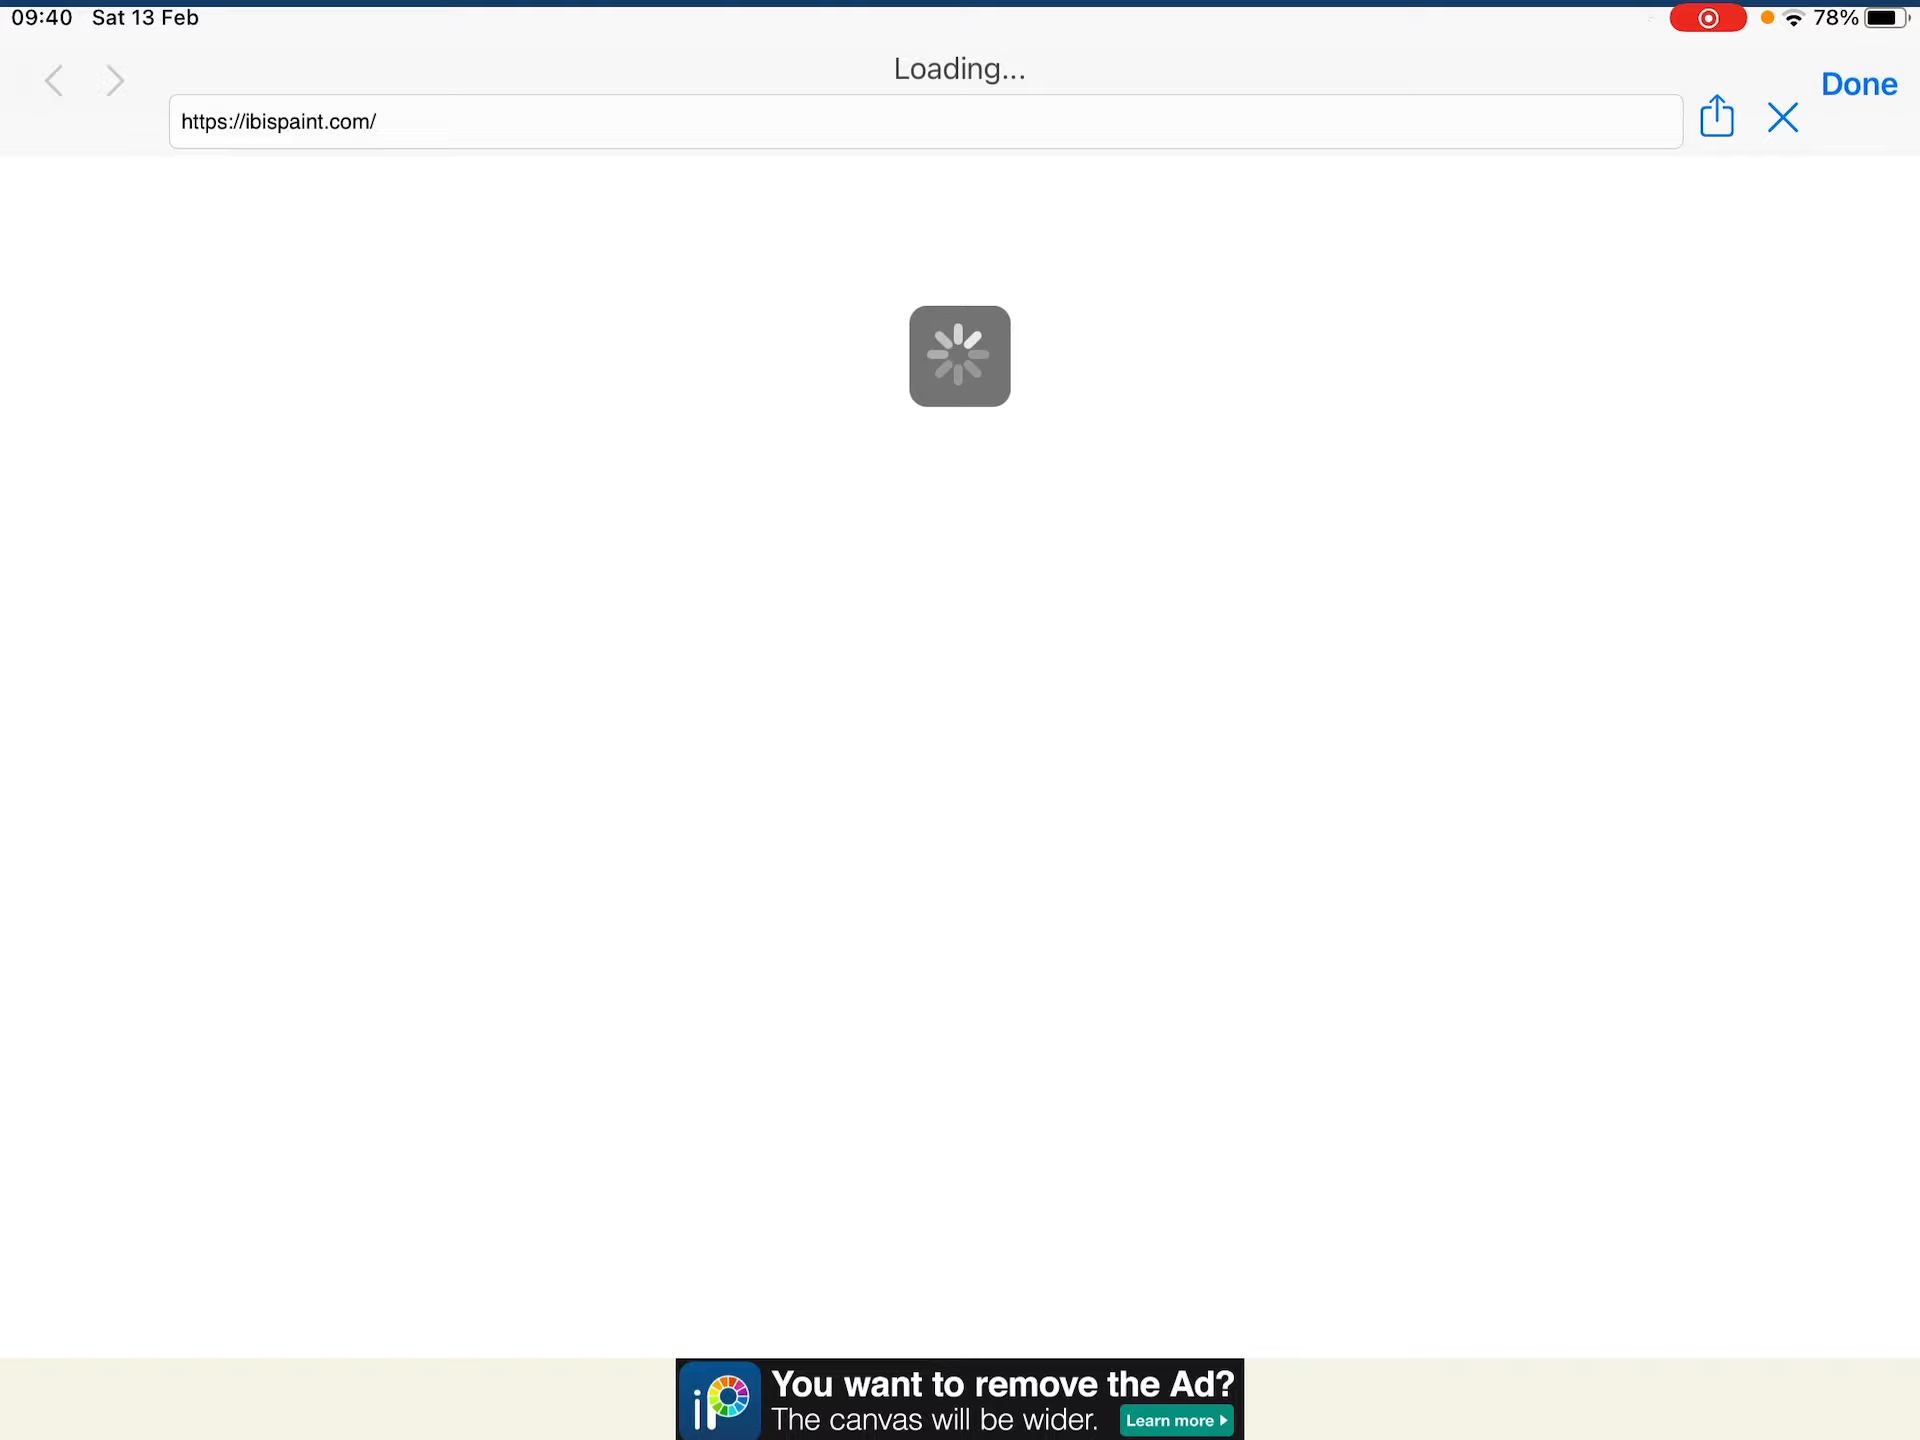 09:40 Sat 13 Feb
78%
Loading...
Done
https://ibispaint.com/
iP
You want to remove the Ad?
The canvas will be wider.
Learn more